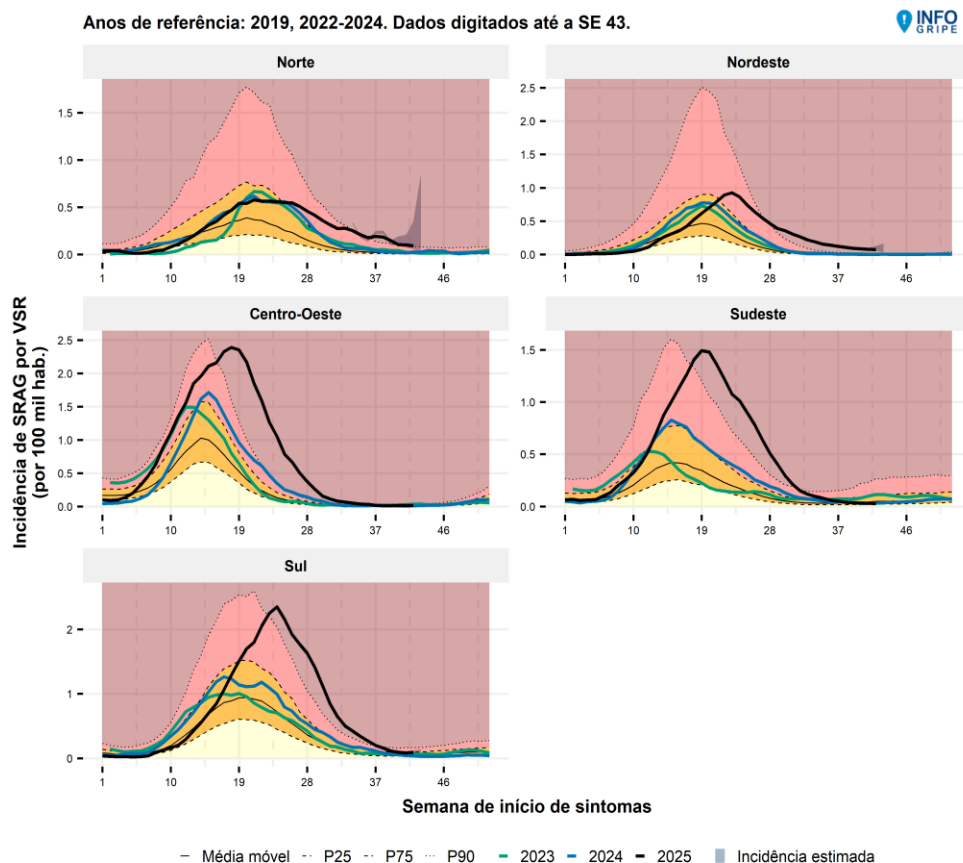 Anos de referência: 2019, 2022-2024. Dados digitados até a SE 43.
INFO
GRIPE
Norte
Nordeste
1.5
1.0
0.5
0.0
1 10 19 28 37 46
2.5
2.0
1.5
1.0
0.5
0.0
1 10 19 28 37 46
Centro-Oeste
Sudeste
2.5
2.0
1.5
1.0
0.5
0.0
1 10 19 28 37 46
1.5
1.0
0.5
0.0
1 10 19 28 37 46
Sul
2
1
0
1 10 19 28 37 46
Incidência de SRAG por VSR
(por 100 mil hab.)
Semana de início de sintomas
Média móvel P25 P75 P90 2023 2024 2025 Incidência estimada